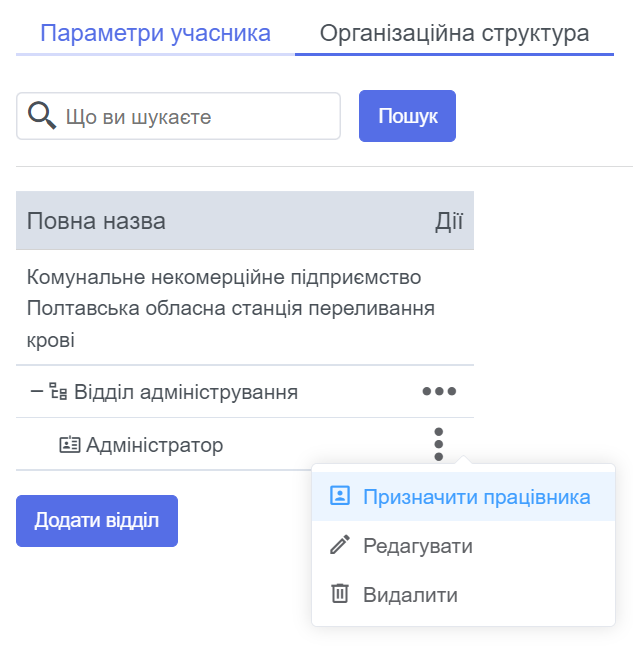 Параметри учасника
Організаційна структура
Що ви шукаєте
Пошук
Повна назва
Дії
Комунальне некомерційне підприємство
Полтавська обласна станція переливання
крові
Відділ адміністрування
Адміністратор
Призначити працівника
Додати відділ
Редагувати
Видалити